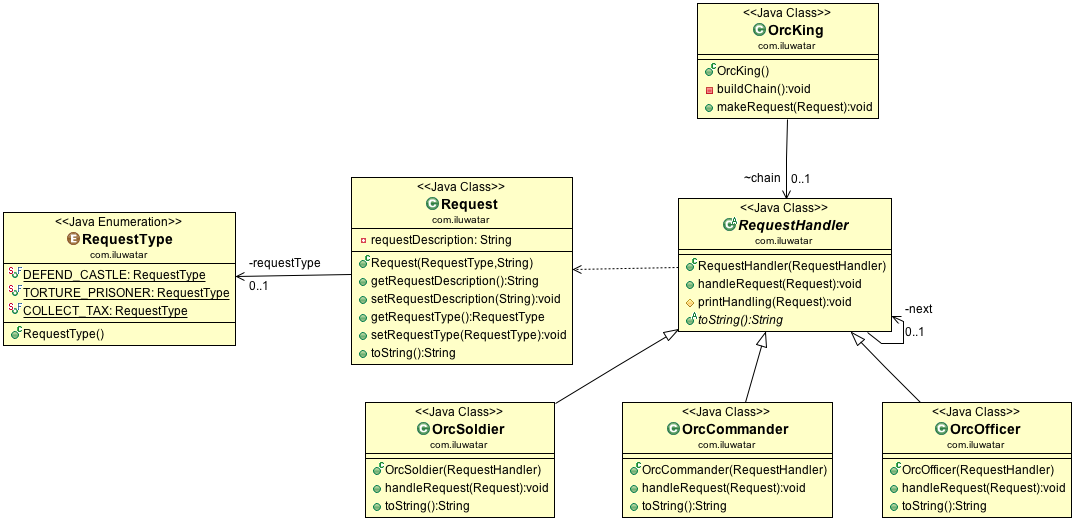 <<Java Class>>
OrcKing
com.iluwatar
OrcKing()
buildChain():void
makeRequest(Request):void
~chain
0..1
<<Java Class>>
Request
com.iluwatar
requestDescription: String
Request(RequestType,String)
getRequestDescription():String
setRequestDescription(String):void
getRequestType():RequestType
setRequestType(RequestType):void
toString():String
<<Java Enumeration>>
RequestType
com.iluwatar
DEFEND_CASTLE: RequestType
TORTURE_PRISONER: RequestType
COLLECT_TAX: RequestType
RequestType()
-requestType
0..1
<<Java Class>>
RequestHandler
com.iluwatar
RequestHandler(RequestHandler)
handleRequest(Request):void
printHandling(Request):void
toString():String
-next
0..1
<<Java Class>>
OrcSoldier
com.iluwatar
OrcSoldier(RequestHandler)
handleRequest(Request):void
toString():String
<<Java Class>>
OrcCommander
com.iluwatar
OrcCommander(RequestHandler)
handleRequest(Request):void
toString():String
<<Java Class>>
OrcOfficer
com.iluwatar
OrcOfficer(RequestHandler)
handleRequest(Request):void
toString():String